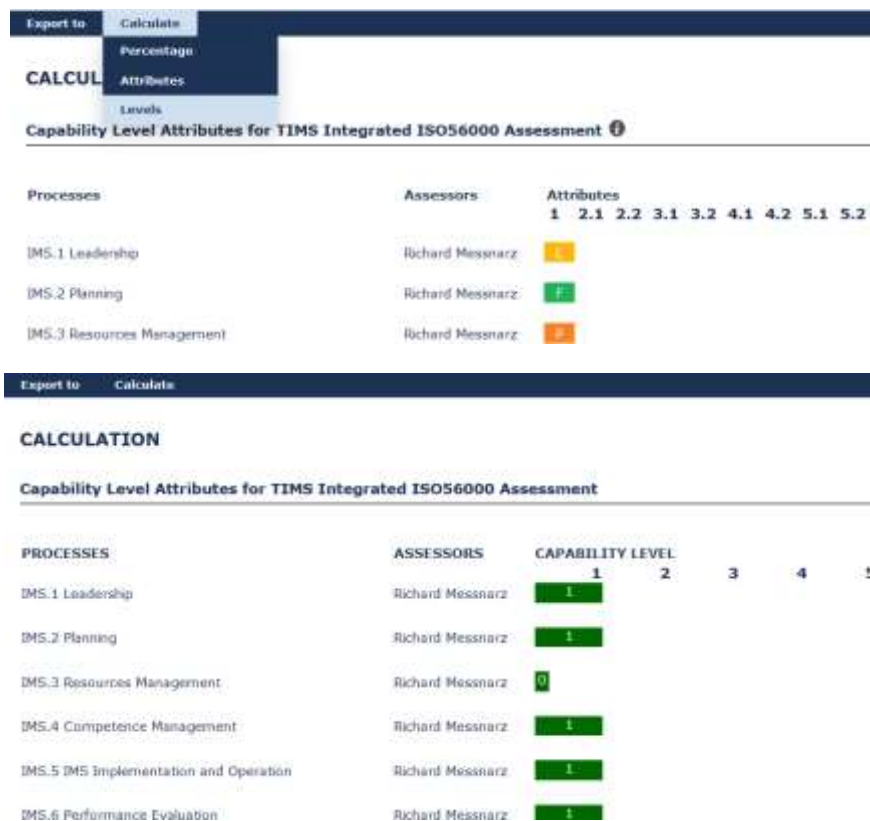 Export to Calculate
Percentage
CALCUL Attributes
Levels
Capability Level Attributes for TIMS Integrated ISO56000 Assessment
Processes Assessors Attributes
1 2.1 2.2 3.1 3.2 4.1 4.2 5.1 5.2
IMS.1 Leadership Richard Messnarz L
IMS.2 Planning Richard Messnarz F
IMS.3 Resources Management Richard Messnarz P
Export to Calculate
CALCULATION
Capability Level Attributes for TIMS Integrated ISO56000 Assessment
PROCESSES ASSESSORS CAPABILITY LEVEL
1 2 3 4 5
IMS.1 Leadership Richard Messnarz 1
IMS.2 Planning Richard Messnarz 1
IMS.3 Resources Management Richard Messnarz 0
IMS.4 Competence Management Richard Messnarz 1
IMS.5 IMS Implementation and Operation Richard Messnarz 1
IMS.6 Performance Evaluation Richard Messnarz 1